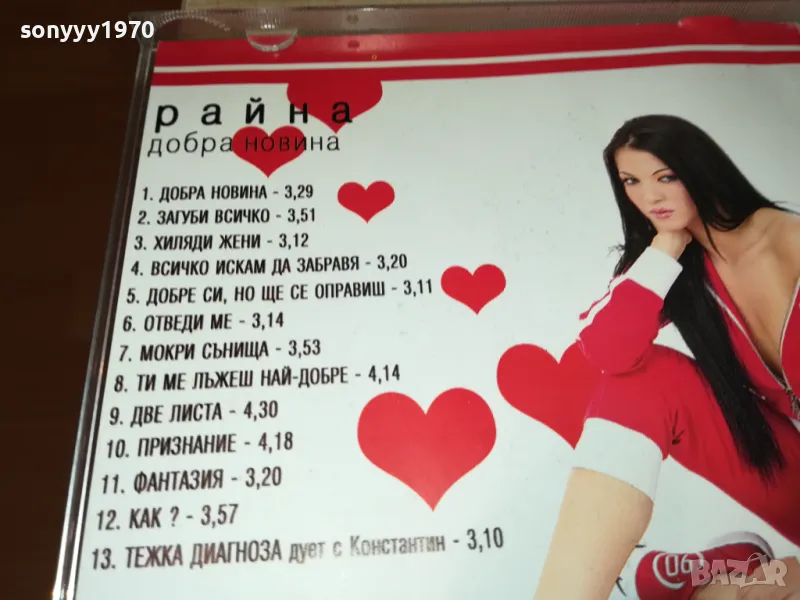 sonyyy1970
райна
добра новина
1. ДОБРА НОВИНА - 3,29
2. ЗАГУБИ ВСИЧКО - 3,51
3. ХИЛЯДИ ЖЕНИ - 3,12
4. ВСИЧКО ИСКАМ ДА ЗАБРАВЯ - 3,20
5. ДОБРЕ СИ, НО ЩЕ СЕ ОПРАВИШ - 3,11
6. ОТВЕДИ МЕ - 3,14
7. МОКРИ СЪНИЩА - 3,53
8. ТИ МЕ ЛЪЖЕШ НАЙ-ДОБРЕ - 4,14
9. ДВЕ ЛИСТА - 4,30
10. ПРИЗНАНИЕ - 4,18
11. ФАНТАЗИЯ - 3,20
12. КАК ? - 3,57
13. ТЕЖКА ДИАГНОЗА дует с Константин - 3,10
06
BAZAR